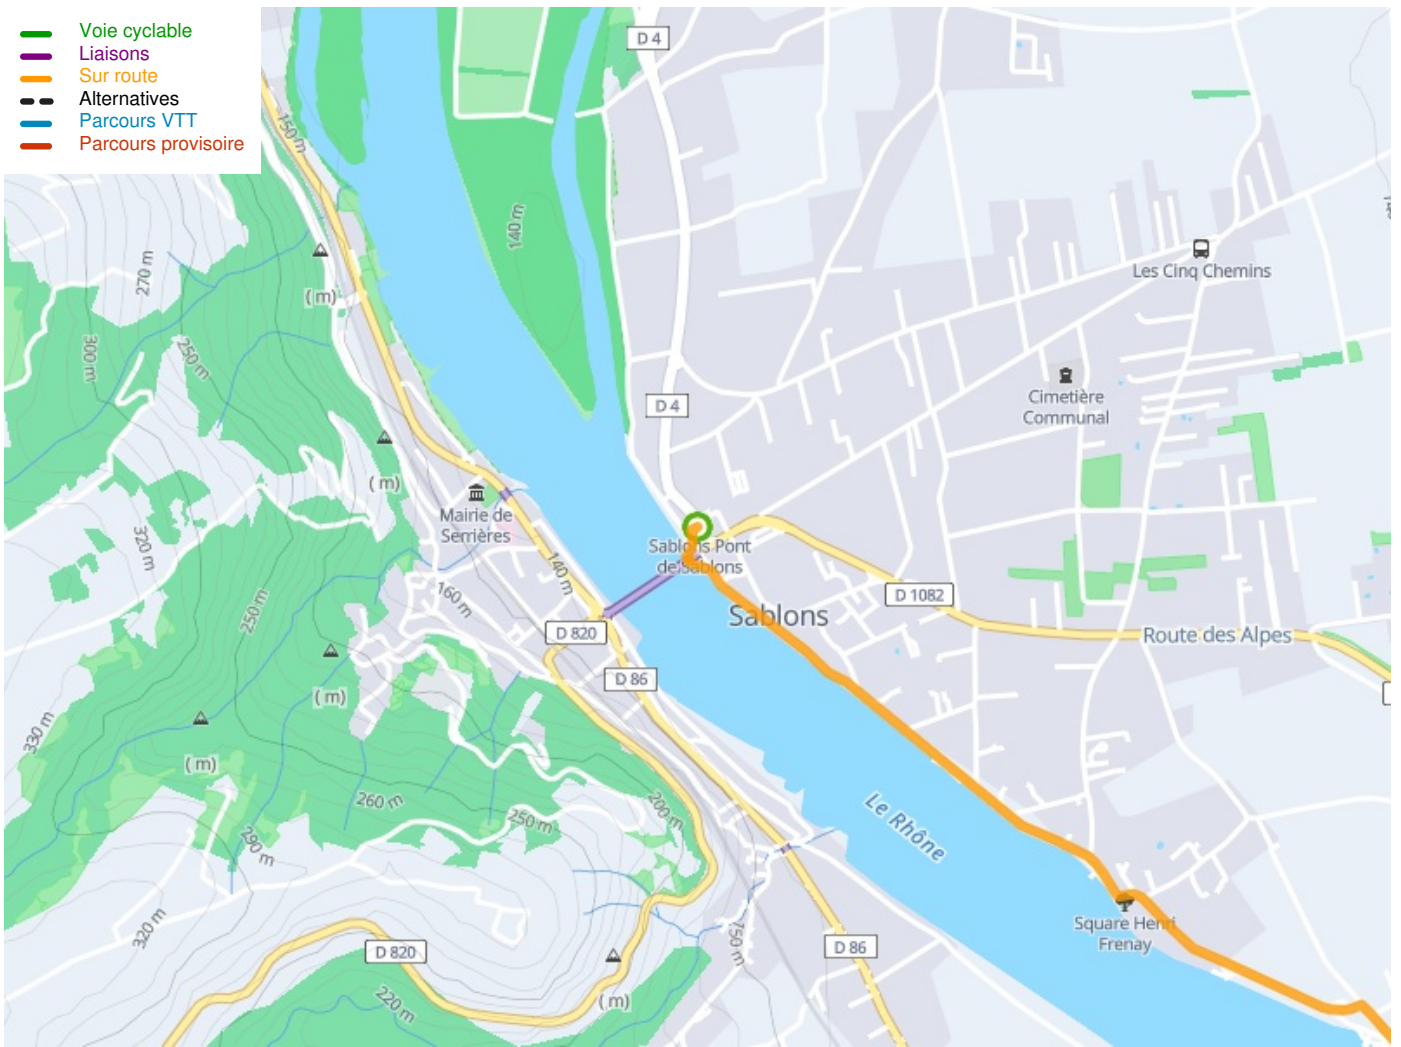 Voie cyclable
Liaisons
Sur route
Alternatives
Parcours VTT
Parcours provisoire
D 4
150 m
140 m
270 m
Les Cinq Chemins
( m)
300 m
250 m
Cimetière
Communal
D 4
( m)
Mairie de
Serrières
320 m
Sablons Pont
de Sablons
140 m
160 m
D 1082
250 m
Sablons
D 820
Route des Alpes
D 86
( m)
330 m
( m)
260 m
200 m
250 m
Le Rhône
290 m
320 m
Square Henri
Frenay
D 820
D 86
( m)
220 m